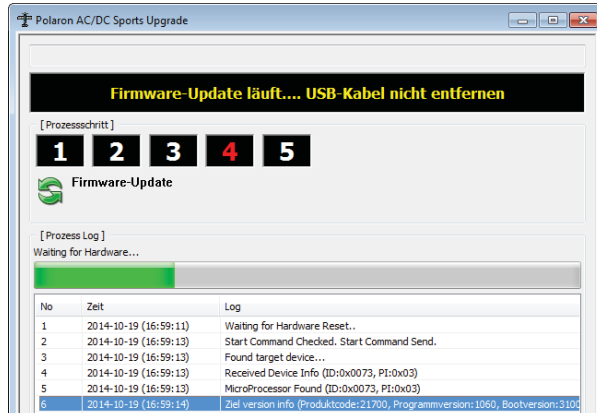 Polaron AC/DC Sports Upgrade
Firmware-Update läuft.... USB-Kabel nicht entfernen
[ Prozessschritt ]
1 2 3 4 5
Firmware-Update
[ Prozess Log ]
Waiting for Hardware...
No Zeit Log
1 2014-10-19 (16:59:11) Waiting for Hardware Reset..
2 2014-10-19 (16:59:13) Start Command Checked. Start Command Send.
3 2014-10-19 (16:59:13) Found target device...
4 2014-10-19 (16:59:13) Received Device Info (ID:0x0073, PI:0x03)
5 2014-10-19 (16:59:13) MicroProcessor Found (ID:0x0073, PI:0x03)
6 2014-10-19 (16:59:14) Ziel version info (Produktcode:21700, Programmversion:1060, Bootversion:3100